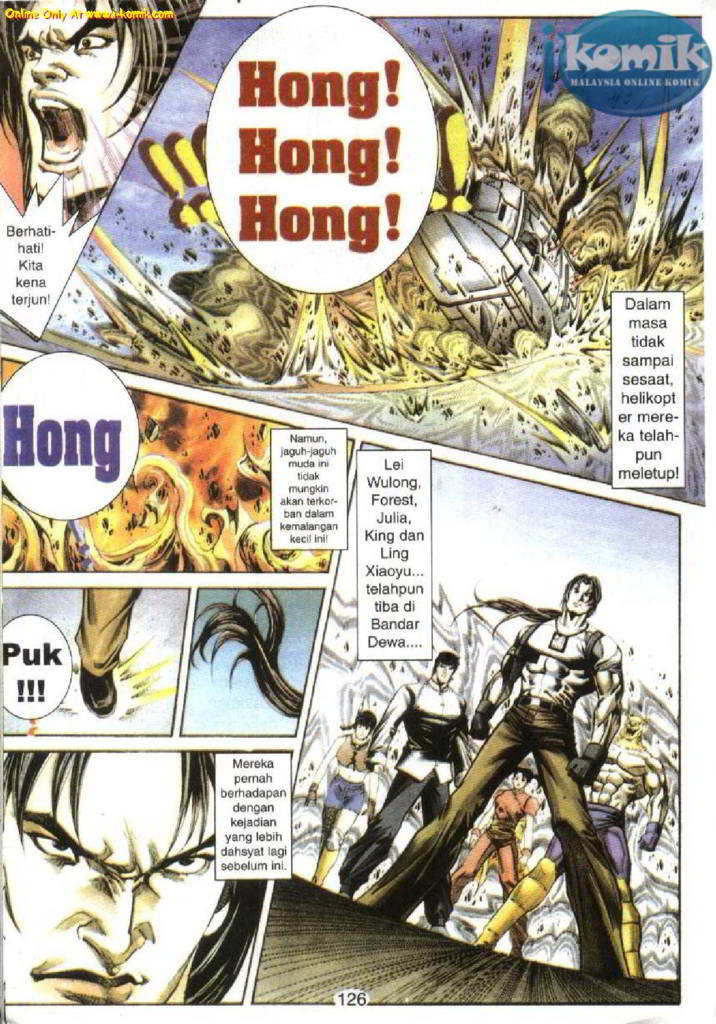 Online Only At www.i-komik.com
ikomik
MALAYSIA ONLINE KOMIK
Hong!
Hong!
Hong!
Berhati-
hati!
Kita
kena
terjun!
Dalam
masa
tidak
sampai
sesaat,
helikopt
er mere-
ka telah-
pun
meletup!
Hong
Namun,
jaguh-jaguh
muda ini
tidak
mungkin
akan terkor-
ban dalam
kemalangan
kecil ini!
Lei
Wulong,
Forest,
Julia,
King dan
Ling
Xiaoyu...
telahpun
tiba di
Bandar
Dewa....
Puk
!!!
Mereka
pernah
berhadapan
dengan
kejadian
yang lebih
dahsyat lagi
sebelum ini.
126